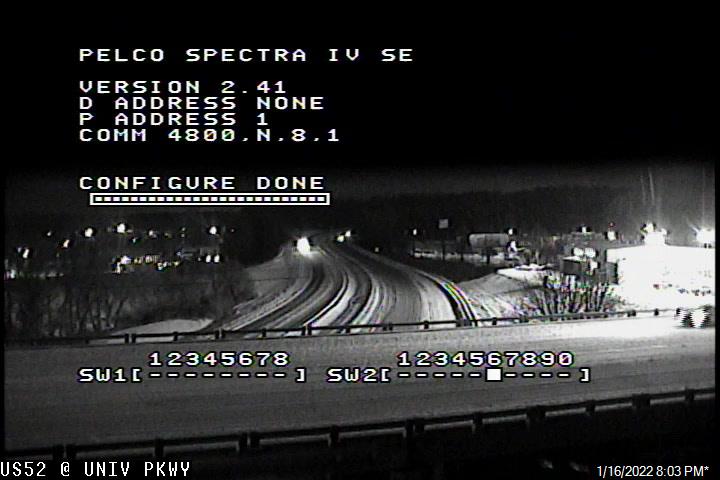 PELCO SPECTRA IV SE
VERSION 2.41
D ADDRESS NONE
P ADDRESS 1
COMM 4800,N,8,1
CONFIGURE DONE
12345678 1234567890
SW1[--------] SW2[-----■----]
US52 @ UNIV PKWY
1/16/2022 8:03 PM*